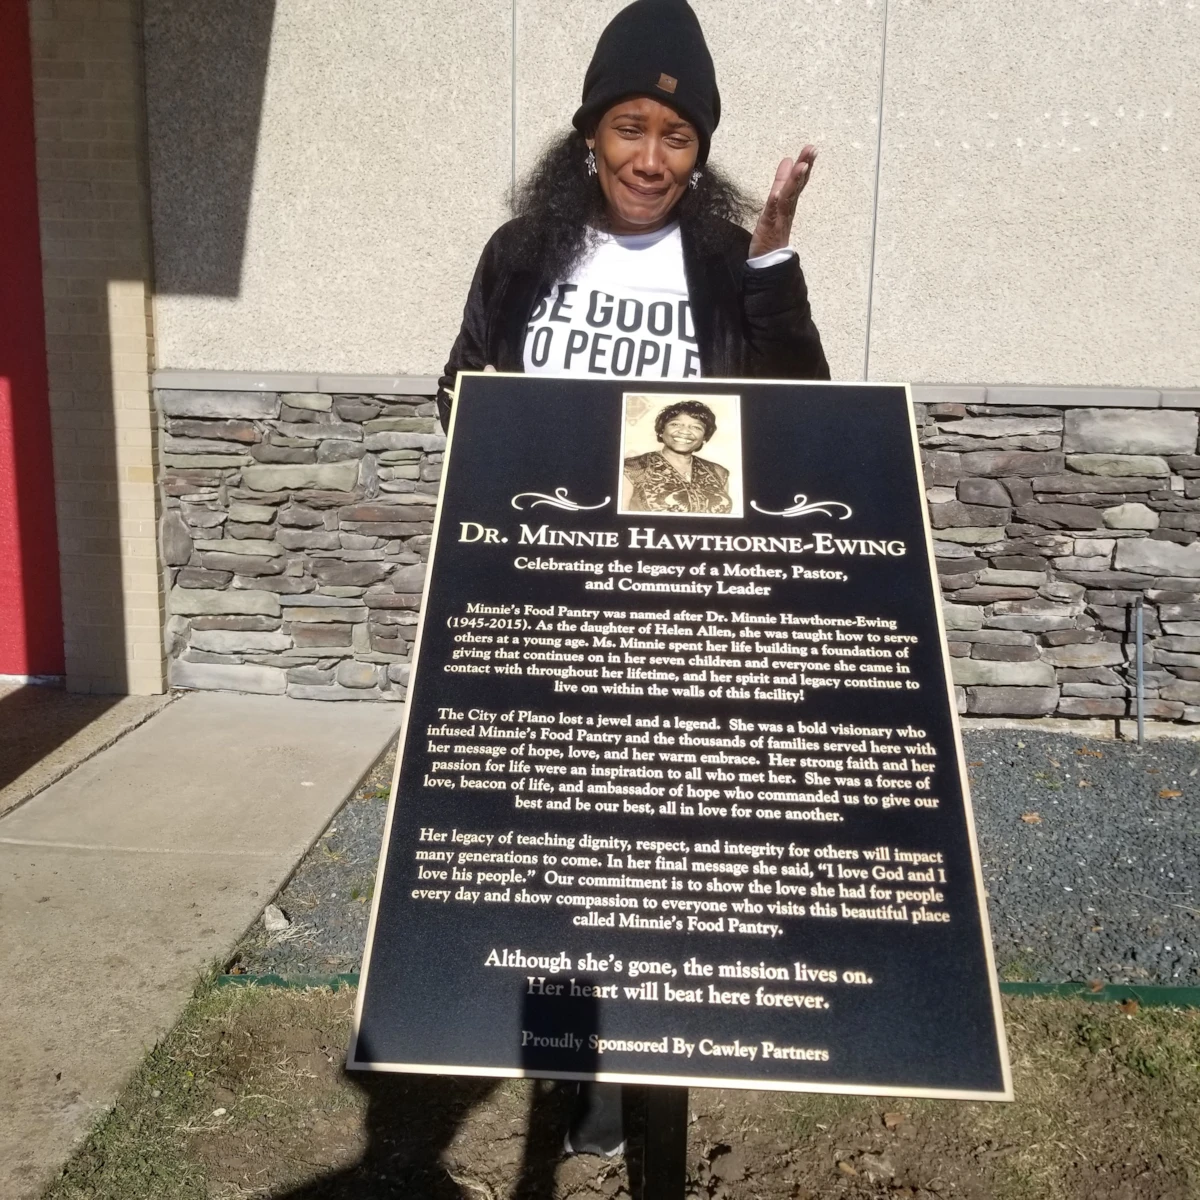 BE GOOD
TO PEOPLE
DR. MINNIE HAWTHORNE-EWING
Celebrating the legacy of a Mother, Pastor,
and Community Leader
Minnie's Food Pantry was named after Dr. Minnie Hawthorne-Ewing
(1945-2015). As the daughter of Helen Allen, she was taught how to serve
others at a young age. Ms. Minnie spent her life building a foundation of
giving that continues on in her seven children and everyone she came in
contact with throughout her lifetime, and her spirit and legacy continue to
live on within the walls of this facility!
The City of Plano lost a jewel and a legend. She was a bold visionary who
infused Minnie's Food Pantry and the thousands of families served here with
her message of hope, love, and her warm embrace. Her strong faith and her
passion for life were an inspiration to all who met her. She was a force of
love, beacon of life, and ambassador of hope who commanded us to give our
best and be our best, all in love for one another.
Her legacy of teaching dignity, respect, and integrity for others will impact
many generations to come. In her final message she said, "I love God and I
love his people." Our commitment is to show the love she had for people
every day and show compassion to everyone who visits this beautiful place
called Minnie's Food Pantry.
Although she's gone, the mission lives on.
Her heart will beat here forever.
Proudly Sponsored By Cawley Partners